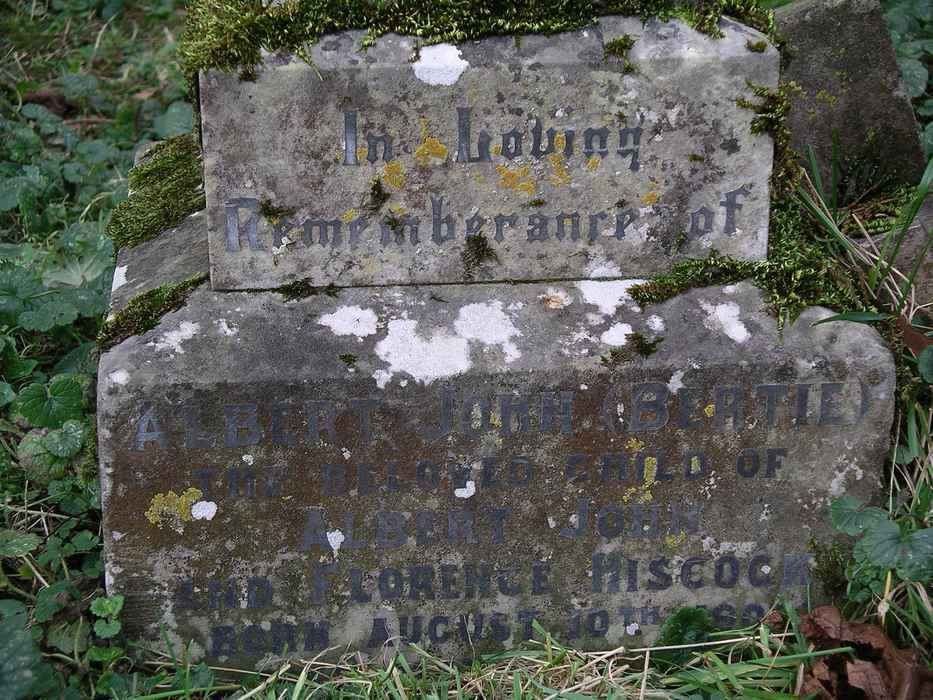 In Loving
Remembrance of
ALBERT JOHN (BERTIE)
THE BELOVED CHILD OF
ALBERT JOHN
AND FLORENCE HISCOCK
BORN AUGUST 10TH